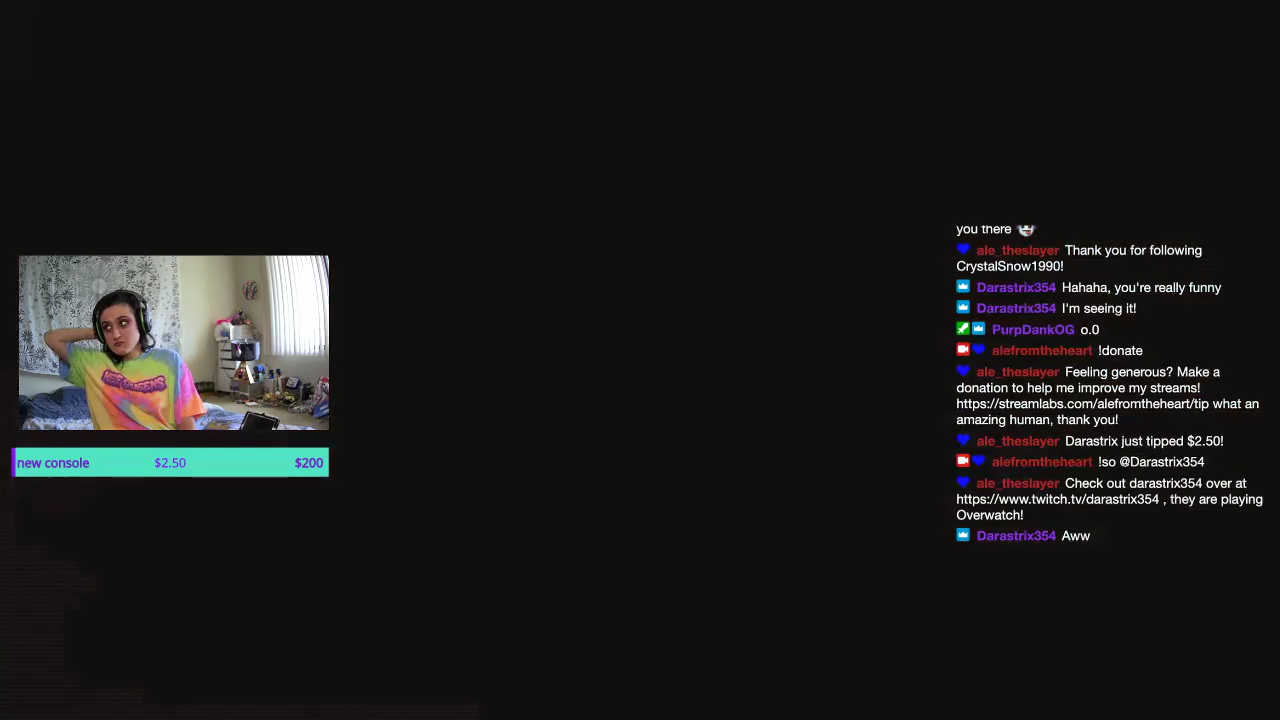 you there
ale_theslayer Thank you for following
CrystalSnow1990!
Darastrix354 Hahaha, you're really funny
Darastrix354 I'm seeing it!
PurpDankOG o.0
alefromtheheart !donate
ale_theslayer Feeling generous? Make a
donation to help me improve my streams!
https://streamlabs.com/alefromtheheart/tip what an
amazing human, thank you!
ale_theslayer Darastrix just tipped $2.50!
alefromtheheart !so @Darastrix354
ale_theslayer Check out darastrix354 over at
https://www.twitch.tv/darastrix354 , they are playing
Overwatch!
Darastrix354 Aww
new console $2.50 $200